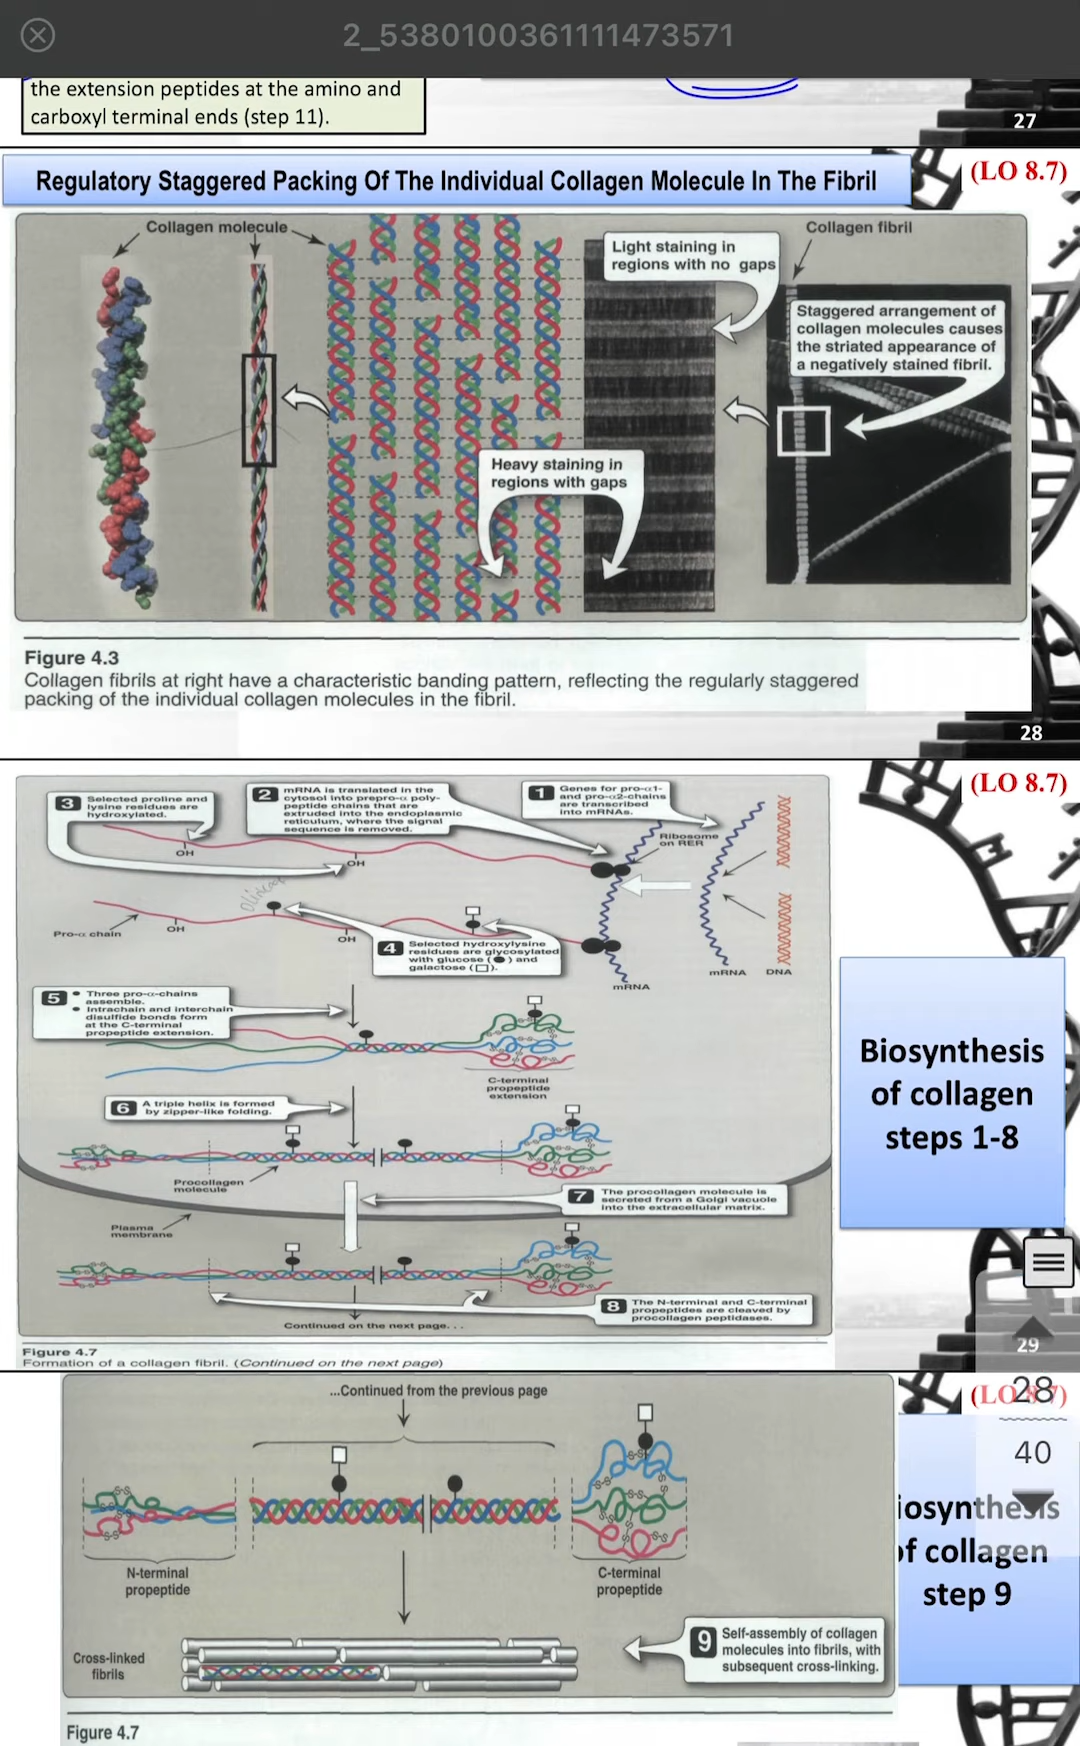 2_5380100361111473571
the extension peptides at the amino and
carboxyl terminal ends (step 11).
27
Regulatory Staggered Packing Of The Individual Collagen Molecule In The Fibril
(LO 8.7)
Collagen molecule
Collagen fibril
Light staining in
regions with no gaps
Staggered arrangement of
collagen molecules causes
the striated appearance of
a negatively stained fibril.
Heavy staining in
regions with gaps
Figure 4.3
Collagen fibrils at right have a characteristic banding pattern, reflecting the regularly staggered
packing of the individual collagen molecules in the fibril.
28
(LO 8.7)
3 Selected proline and
lysine residues are
hydroxylated.
2 mRNA is translated in the
cytosol into prepro-α poly-
peptide chains that are
extruded into the endoplasmic
reticulum, where the signal
sequence is removed.
1 Genes for pro-α1-
and pro-α2-chains
are transcribed
into mRNAs.
Ribosome
on RER
OH
OH
Pro-α chain
OH
OH
4 Selected hydroxylysine
residues are glycosylated
with glucose (●) and
galactose (□).
mRNA
DNA
mRNA
5 • Three pro-α-chains
assemble.
• Intrachain and interchain
disulfide bonds form
at the C-terminal
propeptide extension.
C-terminal
propeptide
extension
6 A triple helix is formed
by zipper-like folding.
Procollagen
molecule
7 The procollagen molecule is
secreted from a Golgi vacuole
into the extracellular matrix.
Plasma
membrane
8 The N-terminal and C-terminal
propeptides are cleaved by
procollagen peptidases.
Continued on the next page. . .
Figure 4.7
Formation of a collagen fibril. (Continued on the next page)
Biosynthesis
of collagen
steps 1-8
29
...Continued from the previous page
(LO 8.7)
28
40
N-terminal
propeptide
C-terminal
propeptide
Cross-linked
fibrils
9 Self-assembly of collagen
molecules into fibrils, with
subsequent cross-linking.
iosynthesis
of collagen
step 9
Figure 4.7